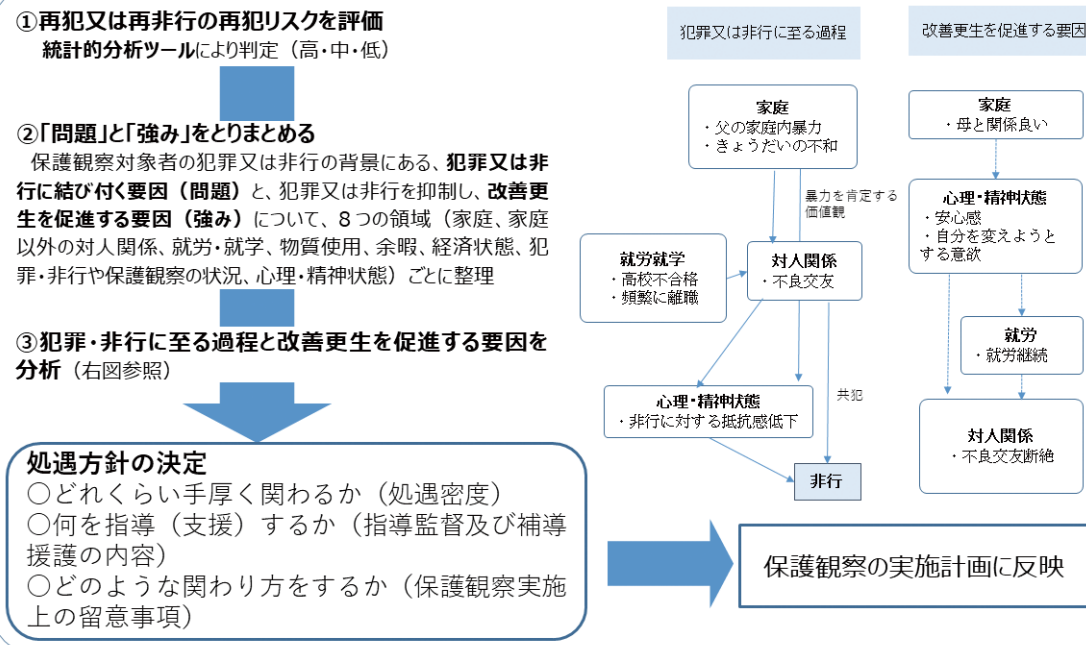 ①再犯又は再非行の再犯リスクを評価
統計的分析ツールにより判定（高・中・低）
②「問題」と「強み」をとりまとめる
保護観察対象者の犯罪又は非行の背景にある、犯罪又は非
行に結び付く要因（問題）と、犯罪又は非行を抑制し、改善更
生を促進する要因（強み）について、８つの領域（家庭、家庭
以外の対人関係、就労・就学、物質使用、余暇、経済状態、犯
罪・非行や保護観察の状況、心理・精神状態）ごとに整理
③犯罪・非行に至る過程と改善更生を促進する要因を
分析（右図参照）
処遇方針の決定
○どれくらい手厚く関わるか（処遇密度）
○何を指導（支援）するか（指導監督及び補導
援護の内容）
○どのような関わり方をするか（保護観察実施
上の留意事項）
犯罪又は非行に至る過程
家庭
・父の家庭内暴力
・きょうだいの不和
暴力を肯定する
価値観
就労就学
・高校不合格
・頻繁に離職
対人関係
・不良交友
心理・精神状態
・非行に対する抵抗感低下
共犯
非行
改善更生を促進する要因
家庭
・母と関係良い
心理・精神状態
・安心感
・自分を変えようと
する意欲
就労
・就労継続
対人関係
・不良交友断絶
保護観察の実施計画に反映